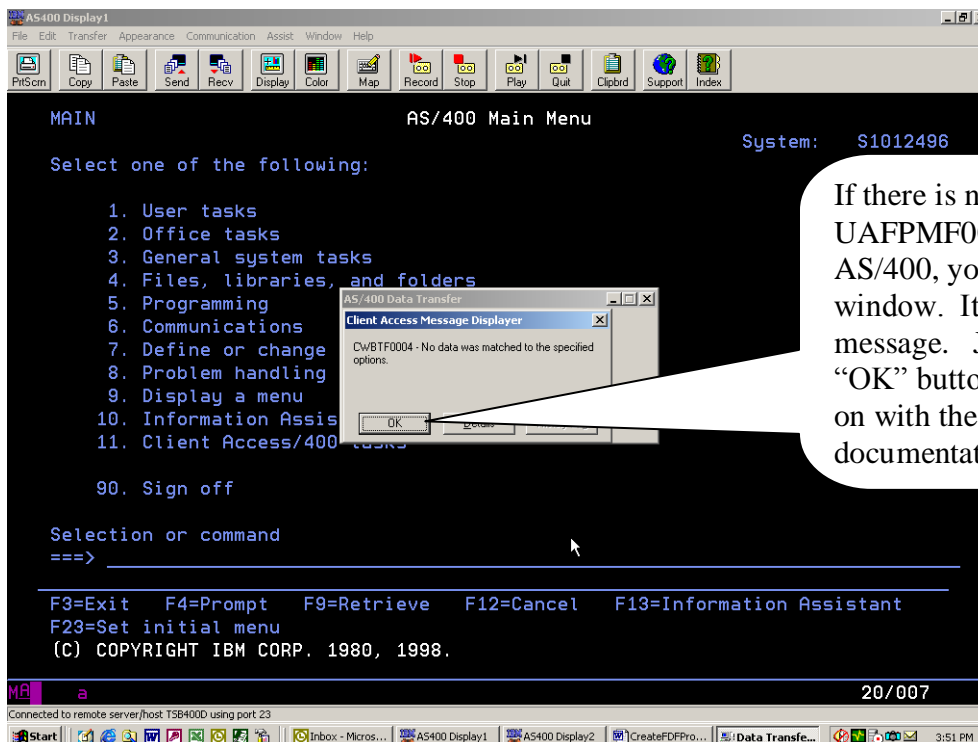 AS400 Display1
File Edit Transfer Appearance Communication Assist Window Help
PrtScrn Copy Paste Send Recv Display Color Map Record Stop Play Quit Clipbrd Support Index
MAIN AS/400 Main Menu
System: S1012496
Select one of the following:
1. User tasks
2. Office tasks
3. General system tasks
4. Files, libraries, and folders
5. Programming
6. Communications
7. Define or change
8. Problem handling
9. Display a menu
10. Information Assis
11. Client Access/400 tasks
90. Sign off
Selection or command
===>
F3=Exit F4=Prompt F9=Retrieve F12=Cancel F13=Information Assistant
F23=Set initial menu
(C) COPYRIGHT IBM CORP. 1980, 1998.
MA a 20/007
Connected to remote server/host TSB400D using port 23
Start Inbox - Micros... AS400 Display1 AS400 Display2 CreateFDFPro... Data Transfe... 3:51 PM
AS/400 Data Transfer
Client Access Message Displayer
CWBTF0004 - No data was matched to the specified
options.
OK Details
If there is n
UAFPMF00
AS/400, yo
window. It
message. J
“OK” butto
on with the
documentat